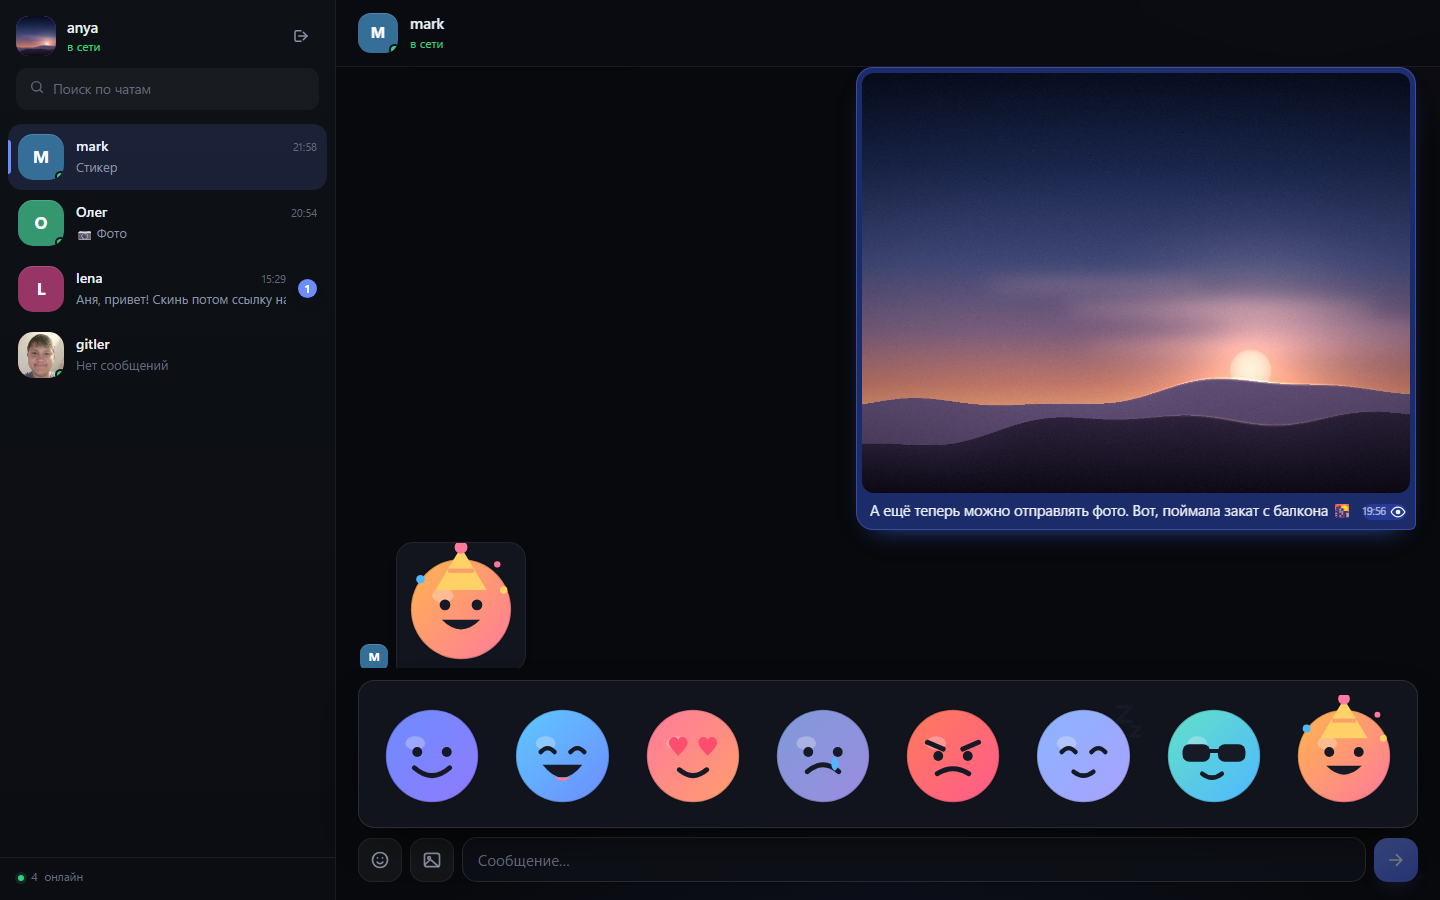 anya
в сети
Поиск по чатам
M
mark
21:58
Стикер
О
Олег
20:54
Фото
L
lena
15:29
Аня, привет! Скинь потом ссылку на
1
gitler
Нет сообщений
4 онлайн
M
mark
в сети
А ещё теперь можно отправлять фото. Вот, поймала закат с балкона
19:56
M
z
z
Сообщение...